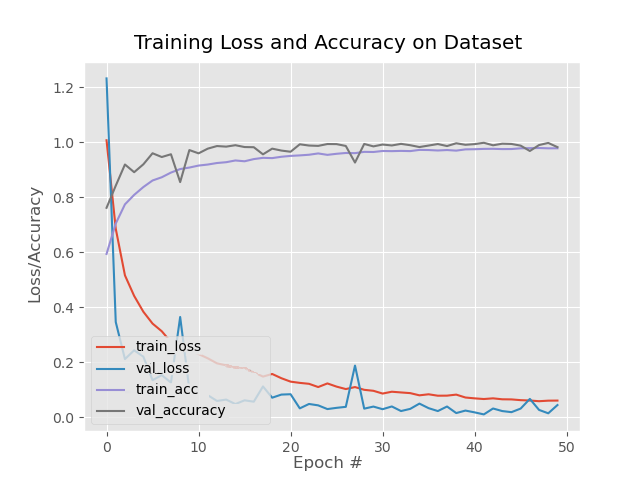 Training Loss and Accuracy on Dataset
Loss/Accuracy
1.2
1.0
0.8
0.6
0.4
0.2
0.0
train_loss
val_loss
train_acc
val_accuracy
0
10
20
30
40
50
Epoch #